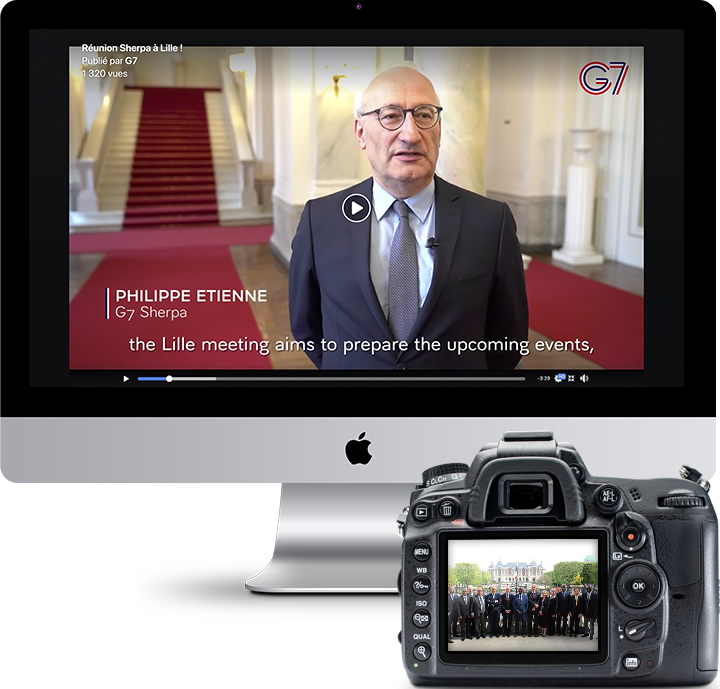 Réunion Sherpa à Lille !
Publié par G7
1 320 vues
G7
PHILIPPE ETIENNE
G7 Sherpa
the Lille meeting aims to prepare the upcoming events,
-3:29
MENU
WB
ISO
QUAL
AE-L
AF-L
OK
L
info